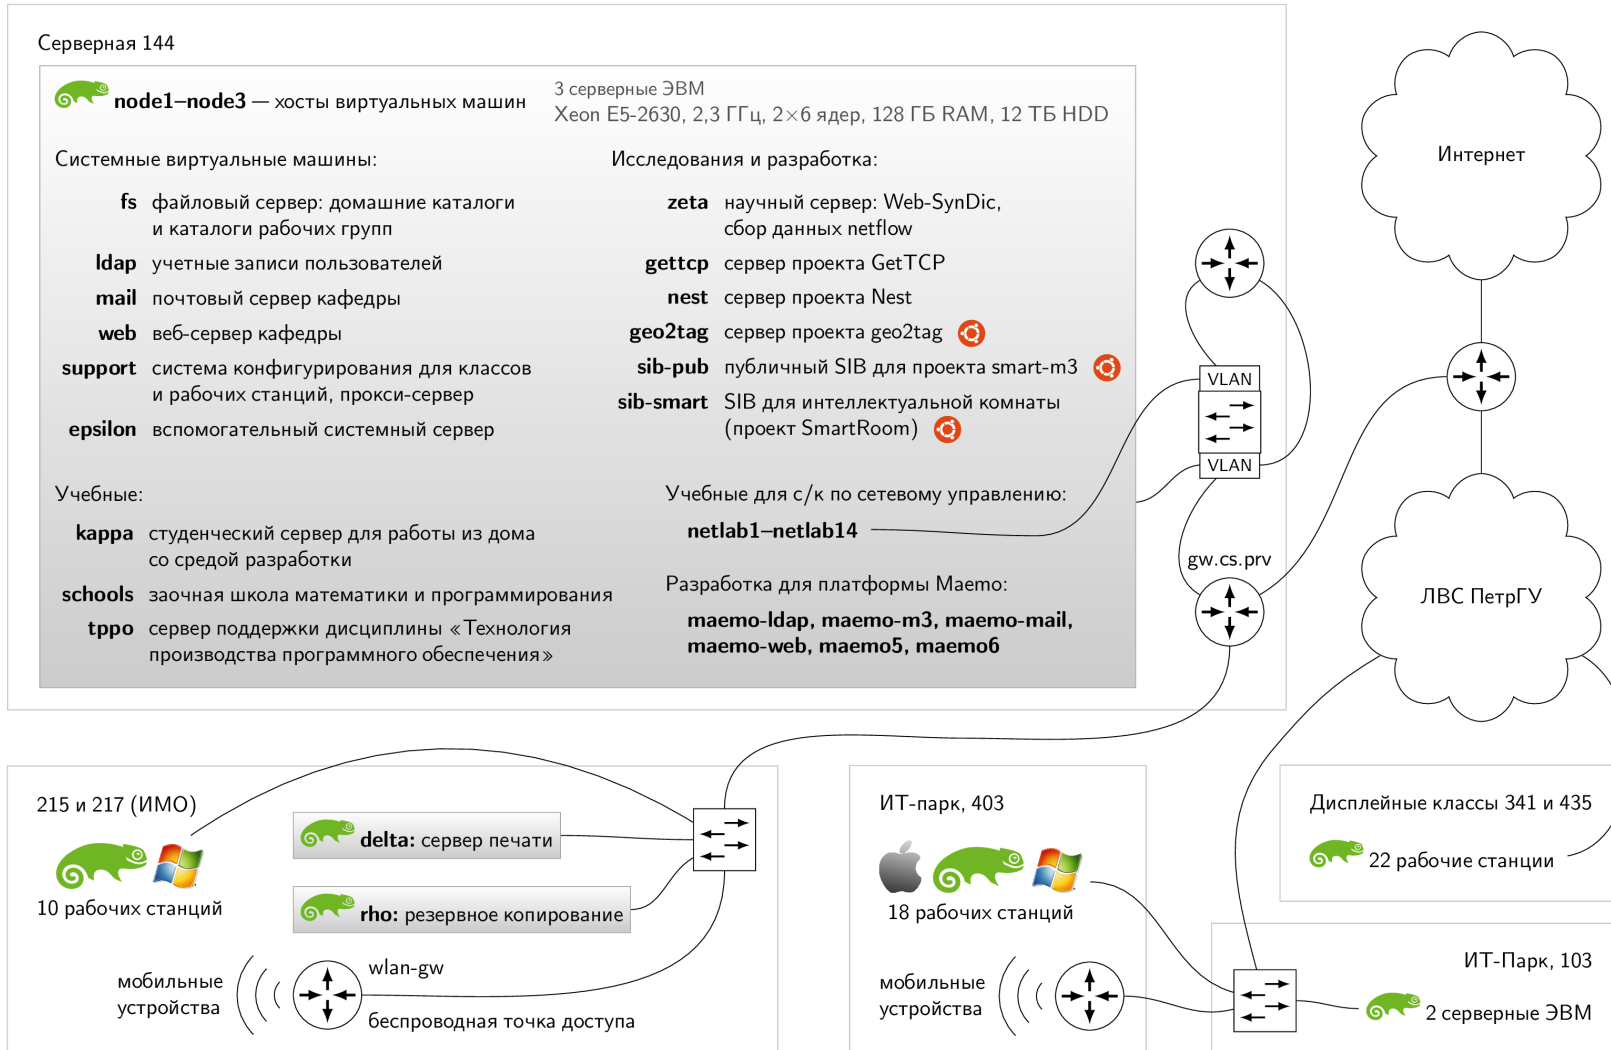 Серверная 144
node1–node3 — хосты виртуальных машин
3 серверные ЭВМ
Xeon E5-2630, 2,3 ГГц, 2×6 ядер, 128 ГБ RAM, 12 ТБ HDD
Системные виртуальные машины:
fs файловый сервер: домашние каталоги
и каталоги рабочих групп
ldap учетные записи пользователей
mail почтовый сервер кафедры
web веб-сервер кафедры
support система конфигурирования для классов
и рабочих станций, прокси-сервер
epsilon вспомогательный системный сервер
Исследования и разработка:
zeta научный сервер: Web-SynDic,
сбор данных netflow
gettcp сервер проекта GetTCP
nest сервер проекта Nest
geo2tag сервер проекта geo2tag
sib-pub публичный SIB для проекта smart-m3
sib-smart SIB для интеллектуальной комнаты
(проект SmartRoom)
Учебные:
kappa студенческий сервер для работы из дома
со средой разработки
schools заочная школа математики и программирования
tppo сервер поддержки дисциплины «Технология
производства программного обеспечения»
Учебные для с/к по сетевому управлению:
netlab1–netlab14
Разработка для платформы Maemo:
maemo-ldap, maemo-m3, maemo-mail,
maemo-web, maemo5, maemo6
VLAN
VLAN
gw.cs.prv
Интернет
ЛВС ПетрГУ
215 и 217 (ИМО)
10 рабочих станций
delta: сервер печати
rho: резервное копирование
мобильные
устройства
wlan-gw
беспроводная точка доступа
ИТ-парк, 403
18 рабочих станций
мобильные
устройства
Дисплейные классы 341 и 435
22 рабочие станции
ИТ-Парк, 103
2 серверные ЭВМ